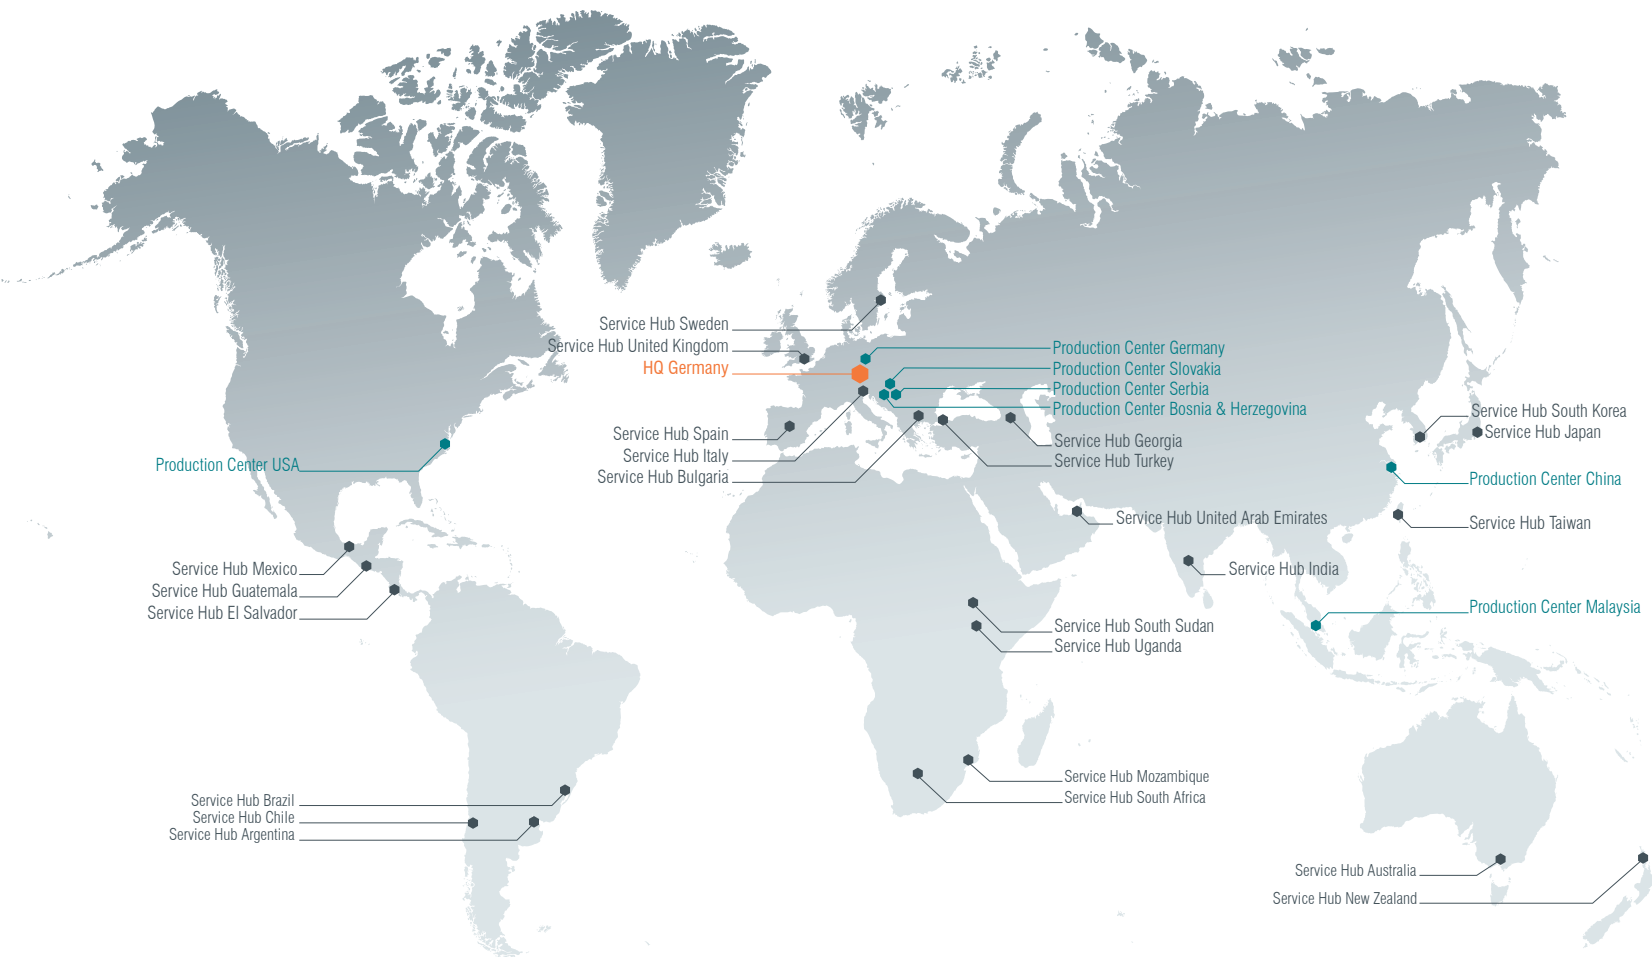 Service Hub Sweden
Service Hub United Kingdom
HQ Germany
Production Center Germany
Production Center Slovakia
Production Center Serbia
Production Center Bosnia & Herzegovina
Service Hub Spain
Service Hub Italy
Service Hub Bulgaria
Service Hub Georgia
Service Hub Turkey
Service Hub South Korea
Service Hub Japan
Production Center USA
Production Center China
Service Hub United Arab Emirates
Service Hub Taiwan
Service Hub Mexico
Service Hub Guatemala
Service Hub El Salvador
Service Hub India
Production Center Malaysia
Service Hub South Sudan
Service Hub Uganda
Service Hub Mozambique
Service Hub South Africa
Service Hub Brazil
Service Hub Chile
Service Hub Argentina
Service Hub Australia
Service Hub New Zealand